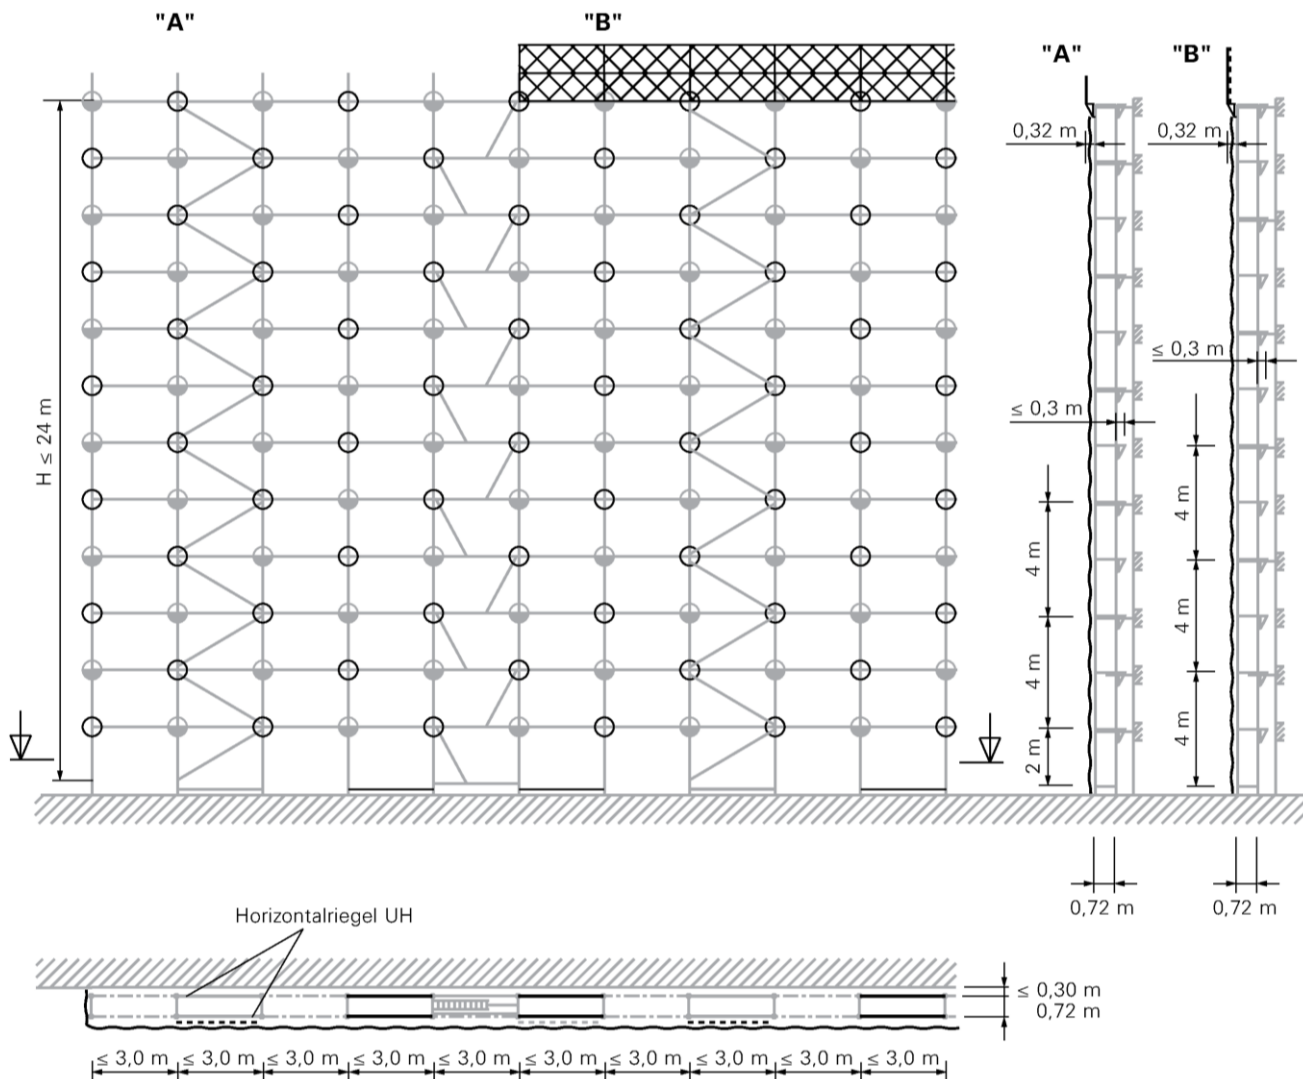 "A"
"B"
"A"
"B"
0,32 m
0,32 m
≤ 0,3 m
≤ 0,3 m
H ≤ 24 m
4 m
4 m
2 m
4 m
4 m
4 m
0,72 m
0,72 m
Horizontalriegel UH
≤ 0,30 m
0,72 m
≤ 3,0 m ≤ 3,0 m ≤ 3,0 m ≤ 3,0 m ≤ 3,0 m ≤ 3,0 m ≤ 3,0 m ≤ 3,0 m ≤ 3,0 m ≤ 3,0 m